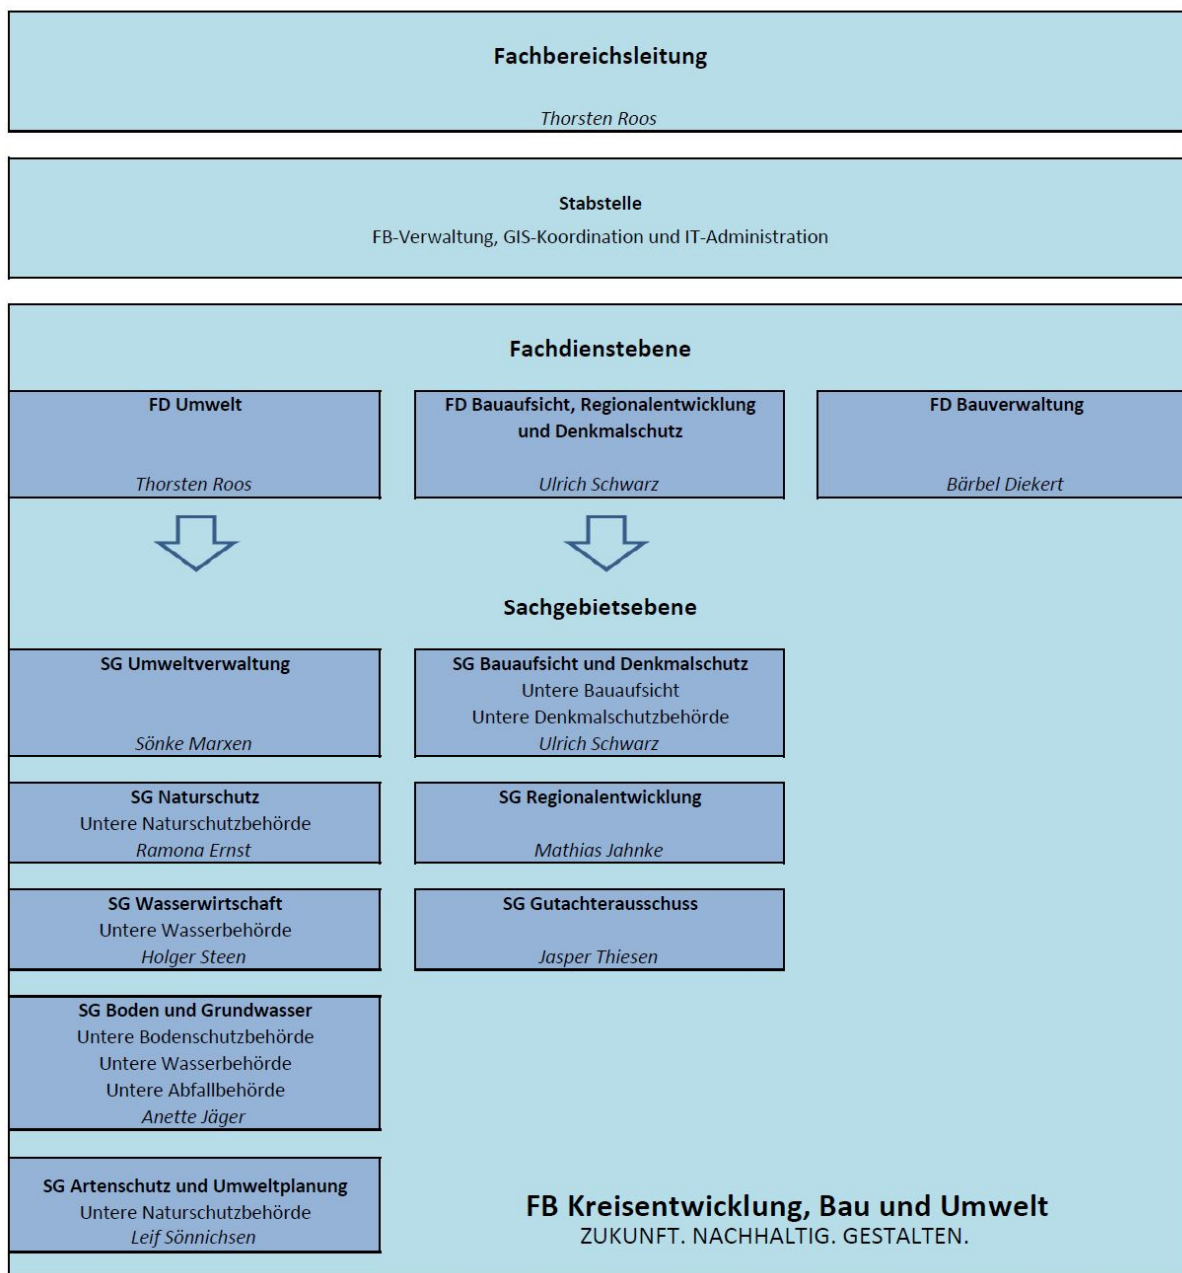 Fachbereichsleitung
Thorsten Roos
Stabstelle
FB-Verwaltung, GIS-Koordination und IT-Administration
Fachdienstebene
FD Umwelt
Thorsten Roos
FD Bauaufsicht, Regionalentwicklung
und Denkmalschutz
Ulrich Schwarz
FD Bauverwaltung
Bärbel Diekert
Sachgebietsebene
SG Umweltverwaltung
Sönke Marxen
SG Bauaufsicht und Denkmalschutz
Untere Bauaufsicht
Untere Denkmalschutzbehörde
Ulrich Schwarz
SG Naturschutz
Untere Naturschutzbehörde
Ramona Ernst
SG Regionalentwicklung
Mathias Jahnke
SG Wasserwirtschaft
Untere Wasserbehörde
Holger Steen
SG Gutachterausschuss
Jasper Thiesen
SG Boden und Grundwasser
Untere Bodenschutzbehörde
Untere Wasserbehörde
Untere Abfallbehörde
Anette Jäger
SG Artenschutz und Umweltplanung
Untere Naturschutzbehörde
Leif Sönnichsen
FB Kreisentwicklung, Bau und Umwelt
ZUKUNFT. NACHHALTIG. GESTALTEN.